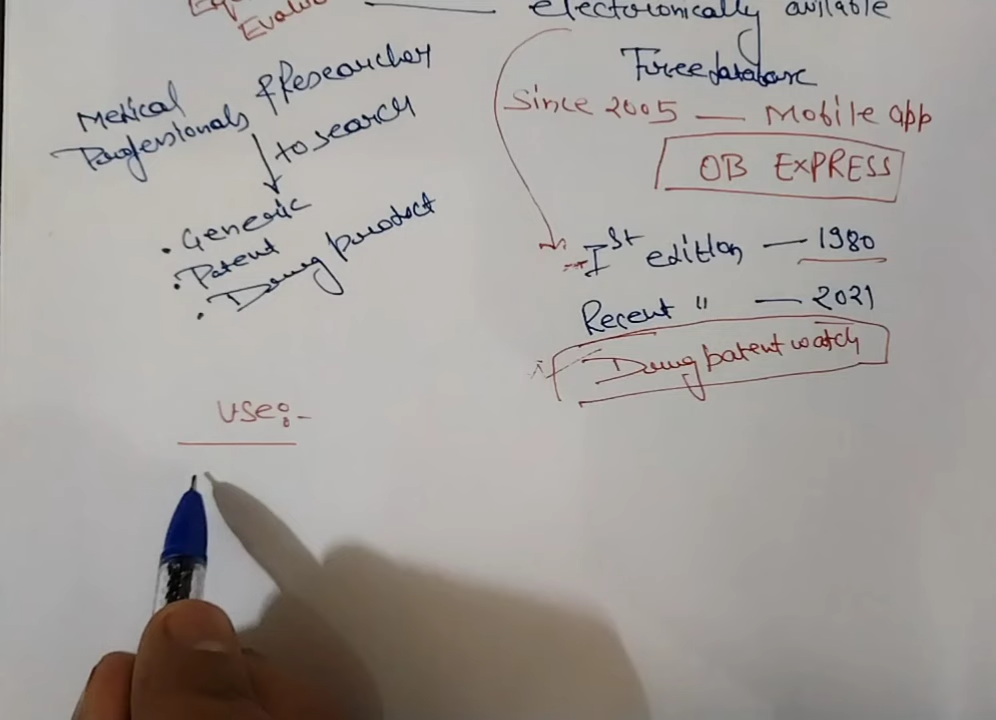 Evalu
electoronically avilable
Free database
Since 2005 — Mobile app
OB EXPRESS
Ist edition — 1980
Recent " — 2021
Drug patent watch
Medical
Professionals & Researcher
to search
• Generic
• Patent
• Drug product
USe:-